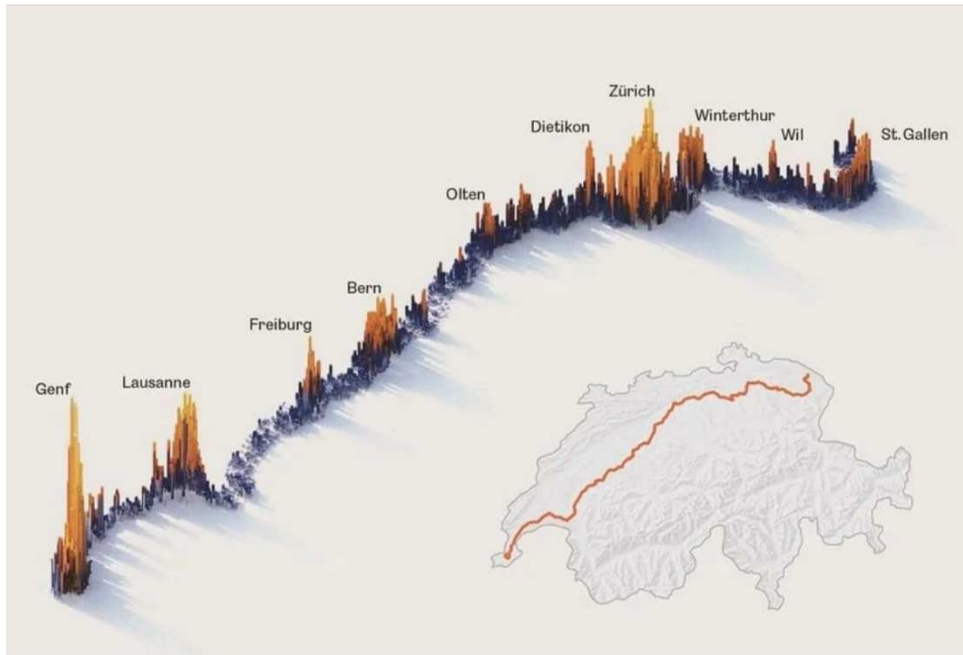 Zürich
Winterthur
Dietikon
Wil
St. Gallen
Olten
Bern
Freiburg
Genf
Lausanne